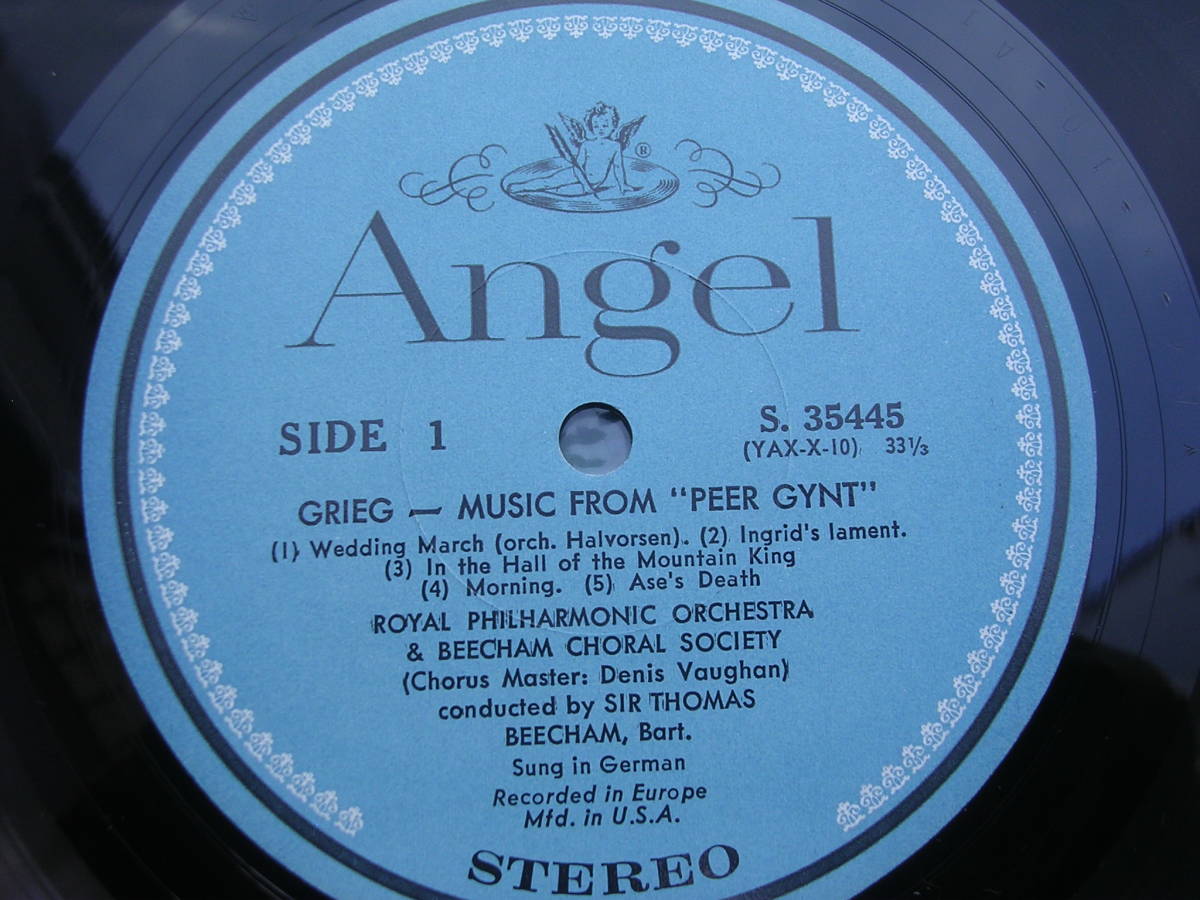 ®
Angel
SIDE 1
S. 35445
(YAX-X-10) 33⅓
GRIEG — MUSIC FROM "PEER GYNT"
(1) Wedding March (orch. Halvorsen). (2) Ingrid's lament.
(3) In the Hall of the Mountain King
(4) Morning. (5) Ase's Death
ROYAL PHILHARMONIC ORCHESTRA
& BEECHAM CHORAL SOCIETY
(Chorus Master: Denis Vaughan)
conducted by SIR THOMAS
BEECHAM, Bart.
Sung in German
Recorded in Europe
Mfd. in U.S.A.
STEREO